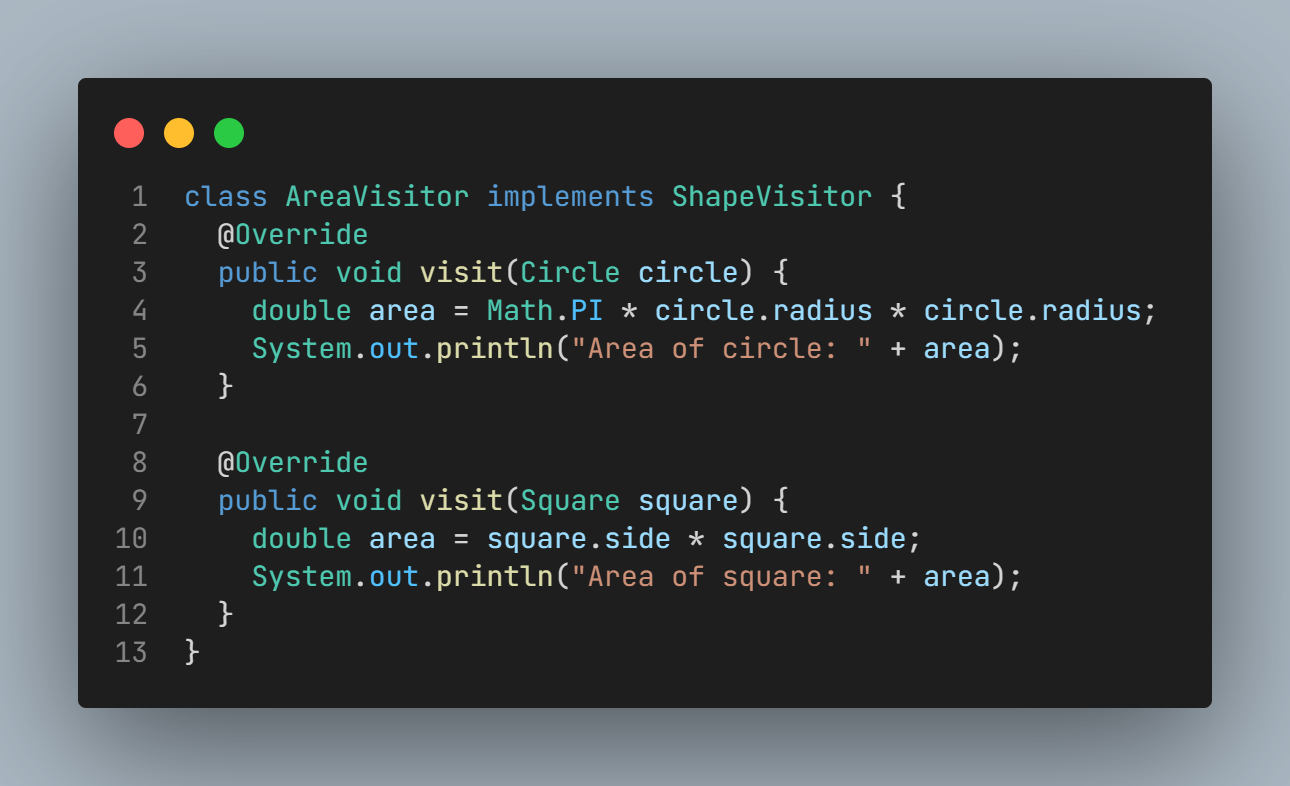 1 class AreaVisitor implements ShapeVisitor {
2   @Override
3   public void visit(Circle circle) {
4     double area = Math.PI * circle.radius * circle.radius;
5     System.out.println("Area of circle: " + area);
6   }
7
8   @Override
9   public void visit(Square square) {
10     double area = square.side * square.side;
11     System.out.println("Area of square: " + area);
12   }
13 }